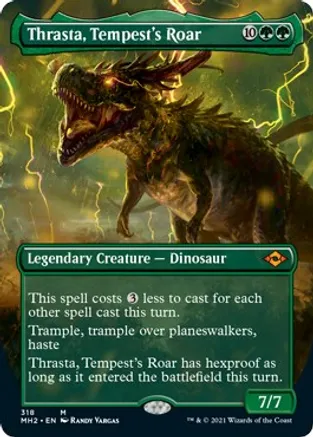 Thrasta, Tempest's Roar 10
Legendary Creature — Dinosaur
This spell costs 3 less to cast for each
other spell cast this turn.
Trample, trample over planeswalkers,
haste
Thrasta, Tempest's Roar has hexproof as
long as it entered the battlefield this turn.
7/7
318 M
MH2 • EN RANDY VARGAS
™ & © 2021 Wizards of the Coast